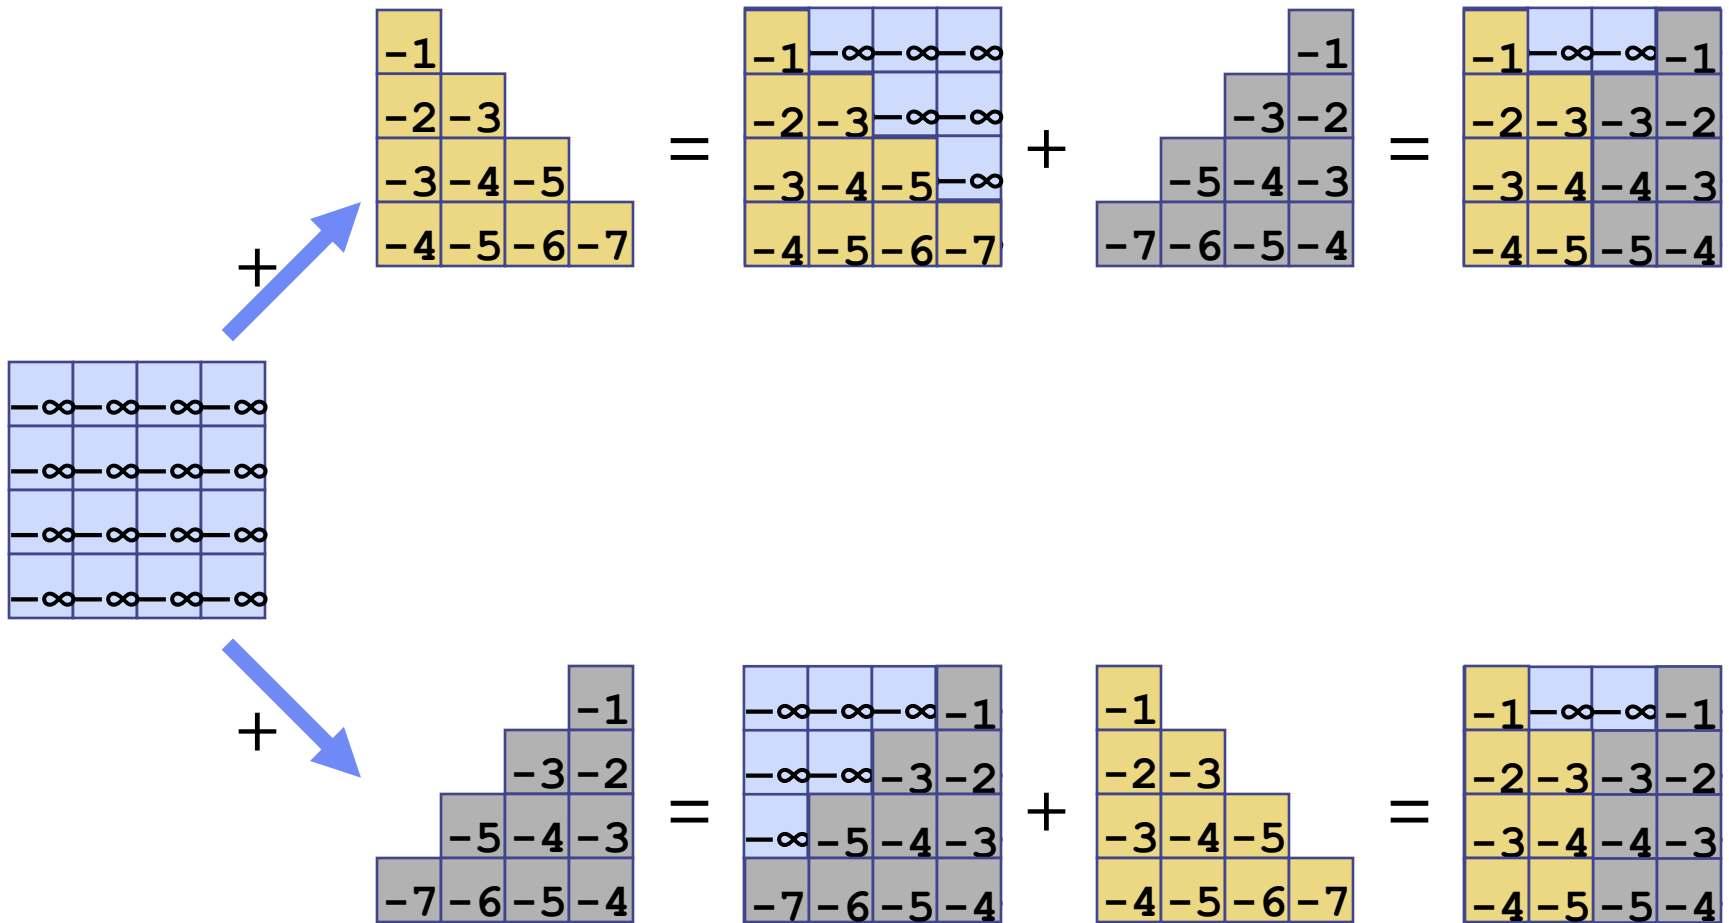 -1 = -1 −∞ −∞ −∞ + -1 = -1 −∞ −∞ -1
-2 -3 -2 -3 −∞ −∞ -3 -2 -2 -3 -3 -2
-3 -4 -5 -3 -4 -5 −∞ -5 -4 -3 -3 -4 -4 -3
-4 -5 -6 -7 -4 -5 -6 -7 -7 -6 -5 -4 -4 -5 -5 -4
+
−∞ −∞ −∞ −∞
−∞ −∞ −∞ −∞
−∞ −∞ −∞ −∞
−∞ −∞ −∞ −∞
+
-1 = −∞ −∞ −∞ -1 + -1 = -1 −∞ −∞ -1
-3 -2 −∞ −∞ -3 -2 -2 -3 -2 -3 -3 -2
-5 -4 -3 −∞ -5 -4 -3 -3 -4 -5 -3 -4 -4 -3
-7 -6 -5 -4 -7 -6 -5 -4 -4 -5 -6 -7 -4 -5 -5 -4